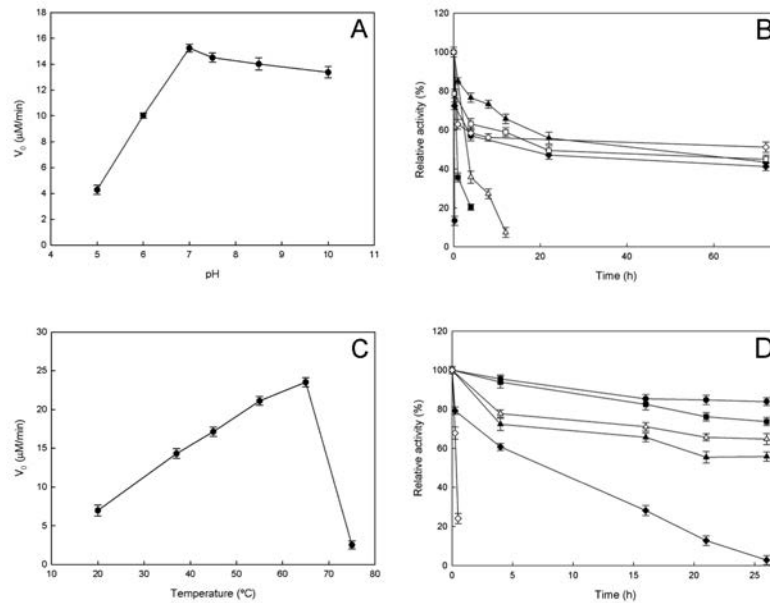 A
18
16
14
12
10
8
6
4
2
0
V0 (µM/min)
4 5 6 7 8 9 10 11
pH
B
120
100
80
60
40
20
0
Relative activity (%)
0 20 40 60
Time (h)
C
30
25
20
15
10
5
0
V0 (µM/min)
10 20 30 40 50 60 70 80
Temperature (ºC)
D
120
100
80
60
40
20
0
Relative activity (%)
0 5 10 15 20 25
Time (h)